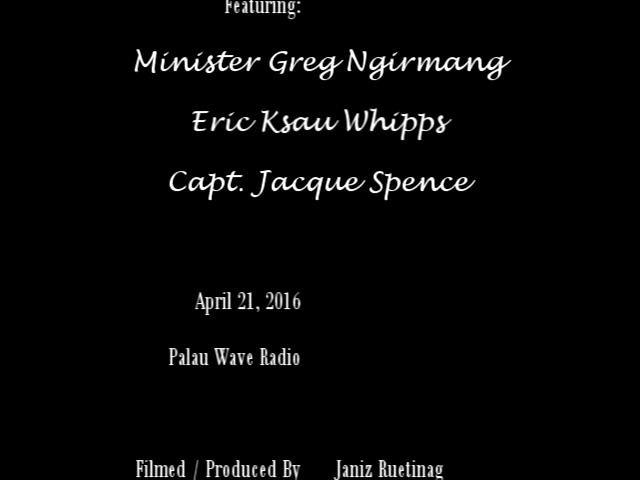 Featuring:
Minister Greg Ngirmang
Eric Ksau Whipps
Capt. Jacque Spence
April 21, 2016
Palau Wave Radio
Filmed / Produced By Janiz Ruetinag